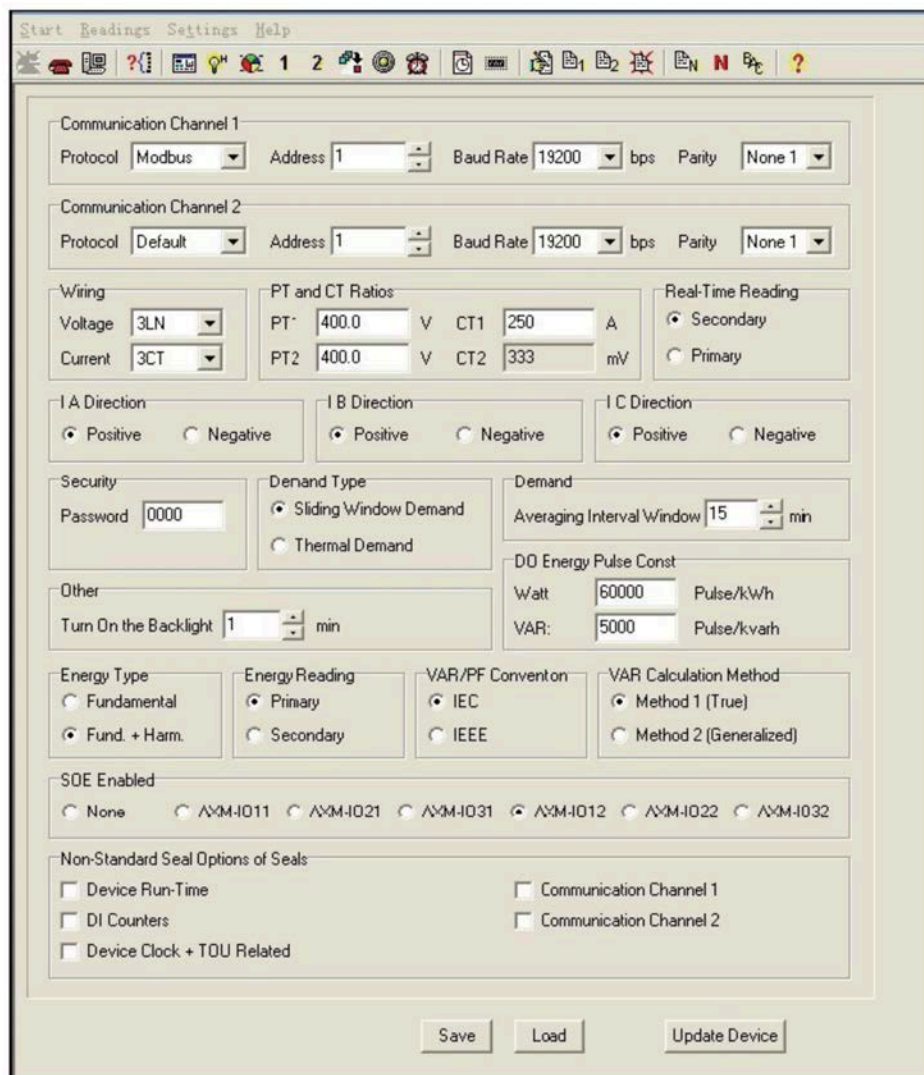 Start Readings Settings Help
1 2 1 2 N N ?
Communication Channel 1
Protocol Modbus Address 1 Baud Rate 19200 bps Parity None 1
Communication Channel 2
Protocol Default Address 1 Baud Rate 19200 bps Parity None 1
Wiring PT and CT Ratios Real-Time Reading
Voltage 3LN PT1 400.0 V CT1 250 A Secondary
Current 3CT PT2 400.0 V CT2 333 mV Primary
I A Direction I B Direction I C Direction
Positive Negative Positive Negative Positive Negative
Security Demand Type Demand
Password 0000 Sliding Window Demand Averaging Interval Window 15 min
Thermal Demand
DO Energy Pulse Const
Other Watt 60000 Pulse/kWh
Turn On the Backlight 1 min VAR: 5000 Pulse/kvarh
Energy Type Energy Reading VAR/PF Conventon VAR Calculation Method
Fundamental Primary IEC Method 1 (True)
Fund. + Harm. Secondary IEEE Method 2 (Generalized)
SOE Enabled
None AXM-IO11 AXM-IO21 AXM-IO31 AXM-IO12 AXM-IO22 AXM-IO32
Non-Standard Seal Options of Seals
Device Run-Time Communication Channel 1
DI Counters Communication Channel 2
Device Clock + TOU Related
Save Load Update Device